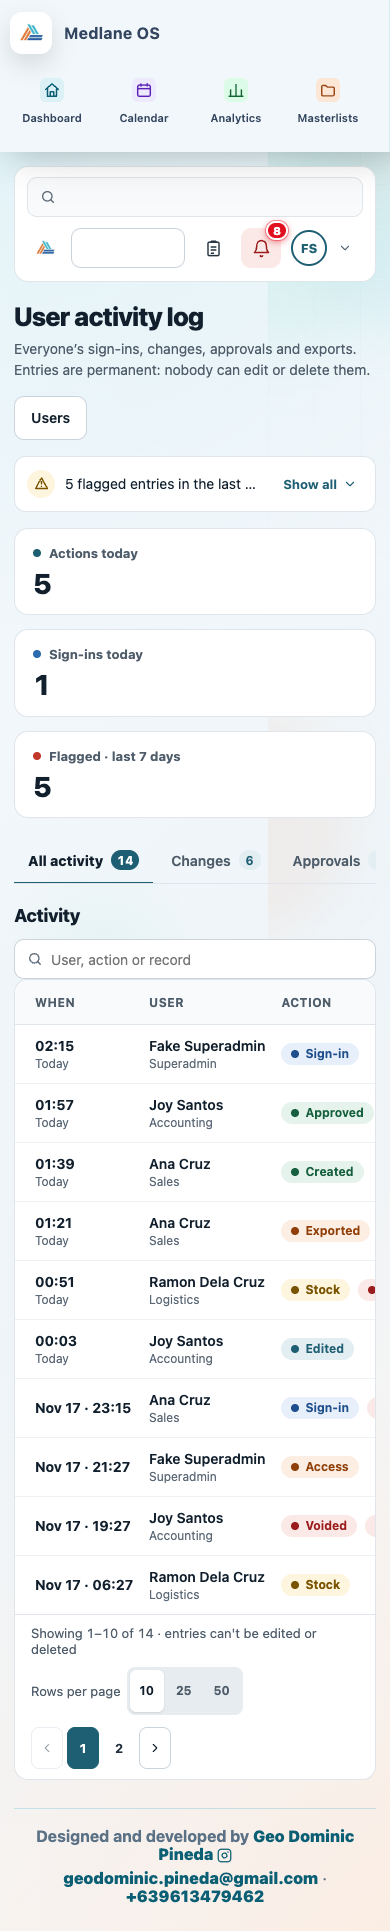 Medlane OS
Dashboard
Calendar
Analytics
Masterlists
8
FS
User activity log
Everyone’s sign-ins, changes, approvals and exports.
Entries are permanent: nobody can edit or delete them.
Users
5 flagged entries in the last ...
Show all
Actions today
5
Sign-ins today
1
Flagged · last 7 days
5
All activity 14
Changes 6
Approvals
Activity
User, action or record
WHEN USER ACTION
02:15 Fake Superadmin Sign-in
Today Superadmin
01:57 Joy Santos Approved
Today Accounting
01:39 Ana Cruz Created
Today Sales
01:21 Ana Cruz Exported
Today Sales
00:51 Ramon Dela Cruz Stock
Today Logistics
00:03 Joy Santos Edited
Today Accounting
Nov 17 · 23:15 Ana Cruz Sign-in
Sales
Nov 17 · 21:27 Fake Superadmin Access
Superadmin
Nov 17 · 19:27 Joy Santos Voided
Accounting
Nov 17 · 06:27 Ramon Dela Cruz Stock
Logistics
Showing 1–10 of 14 · entries can't be edited or
deleted
Rows per page 10 25 50
1 2
Designed and developed by Geo Dominic
Pineda
geodominic.pineda@gmail.com ·
+639613479462